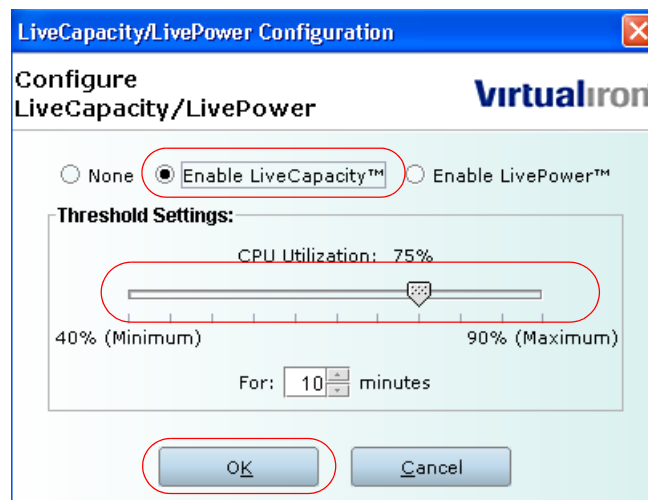 LiveCapacity/LivePower Configuration
Configure
LiveCapacity/LivePower
Virtualiron
None Enable LiveCapacity™ Enable LivePower™
Threshold Settings:
CPU Utilization: 75%
40% (Minimum) 90% (Maximum)
For: 10 minutes
OK Cancel